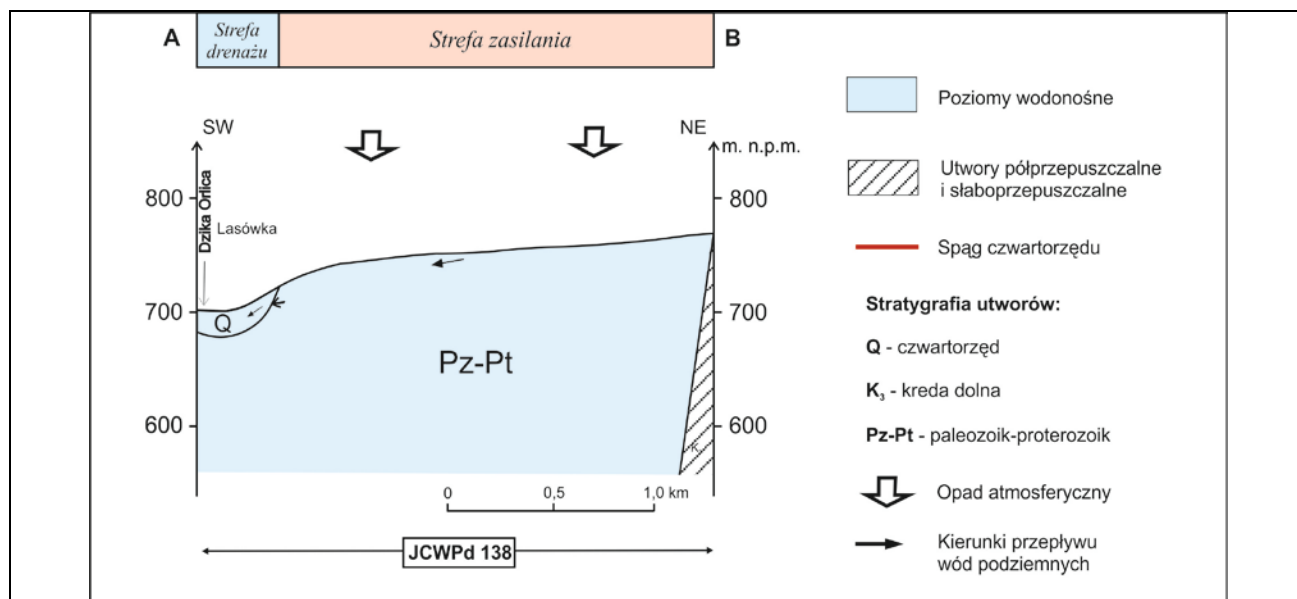 A
Strefa
drenażu
Strefa zasilania
B
SW
NE
m. n.p.m.
800
800
Dzika Orlica
Lasówka
700
700
Q
Pz-Pt
600
600
K
0
0,5
1,0 km
JCWPd 138
Poziomy wodonośne
Utwory półprzepuszczalne
i słaboprzepuszczalne
Spąg czwartorzędu
Stratygrafia utworów:
Q - czwartorzęd
K₃ - kreda dolna
Pz-Pt - paleozoik-proterozoik
Opad atmosferyczny
Kierunki przepływu
wód podziemnych